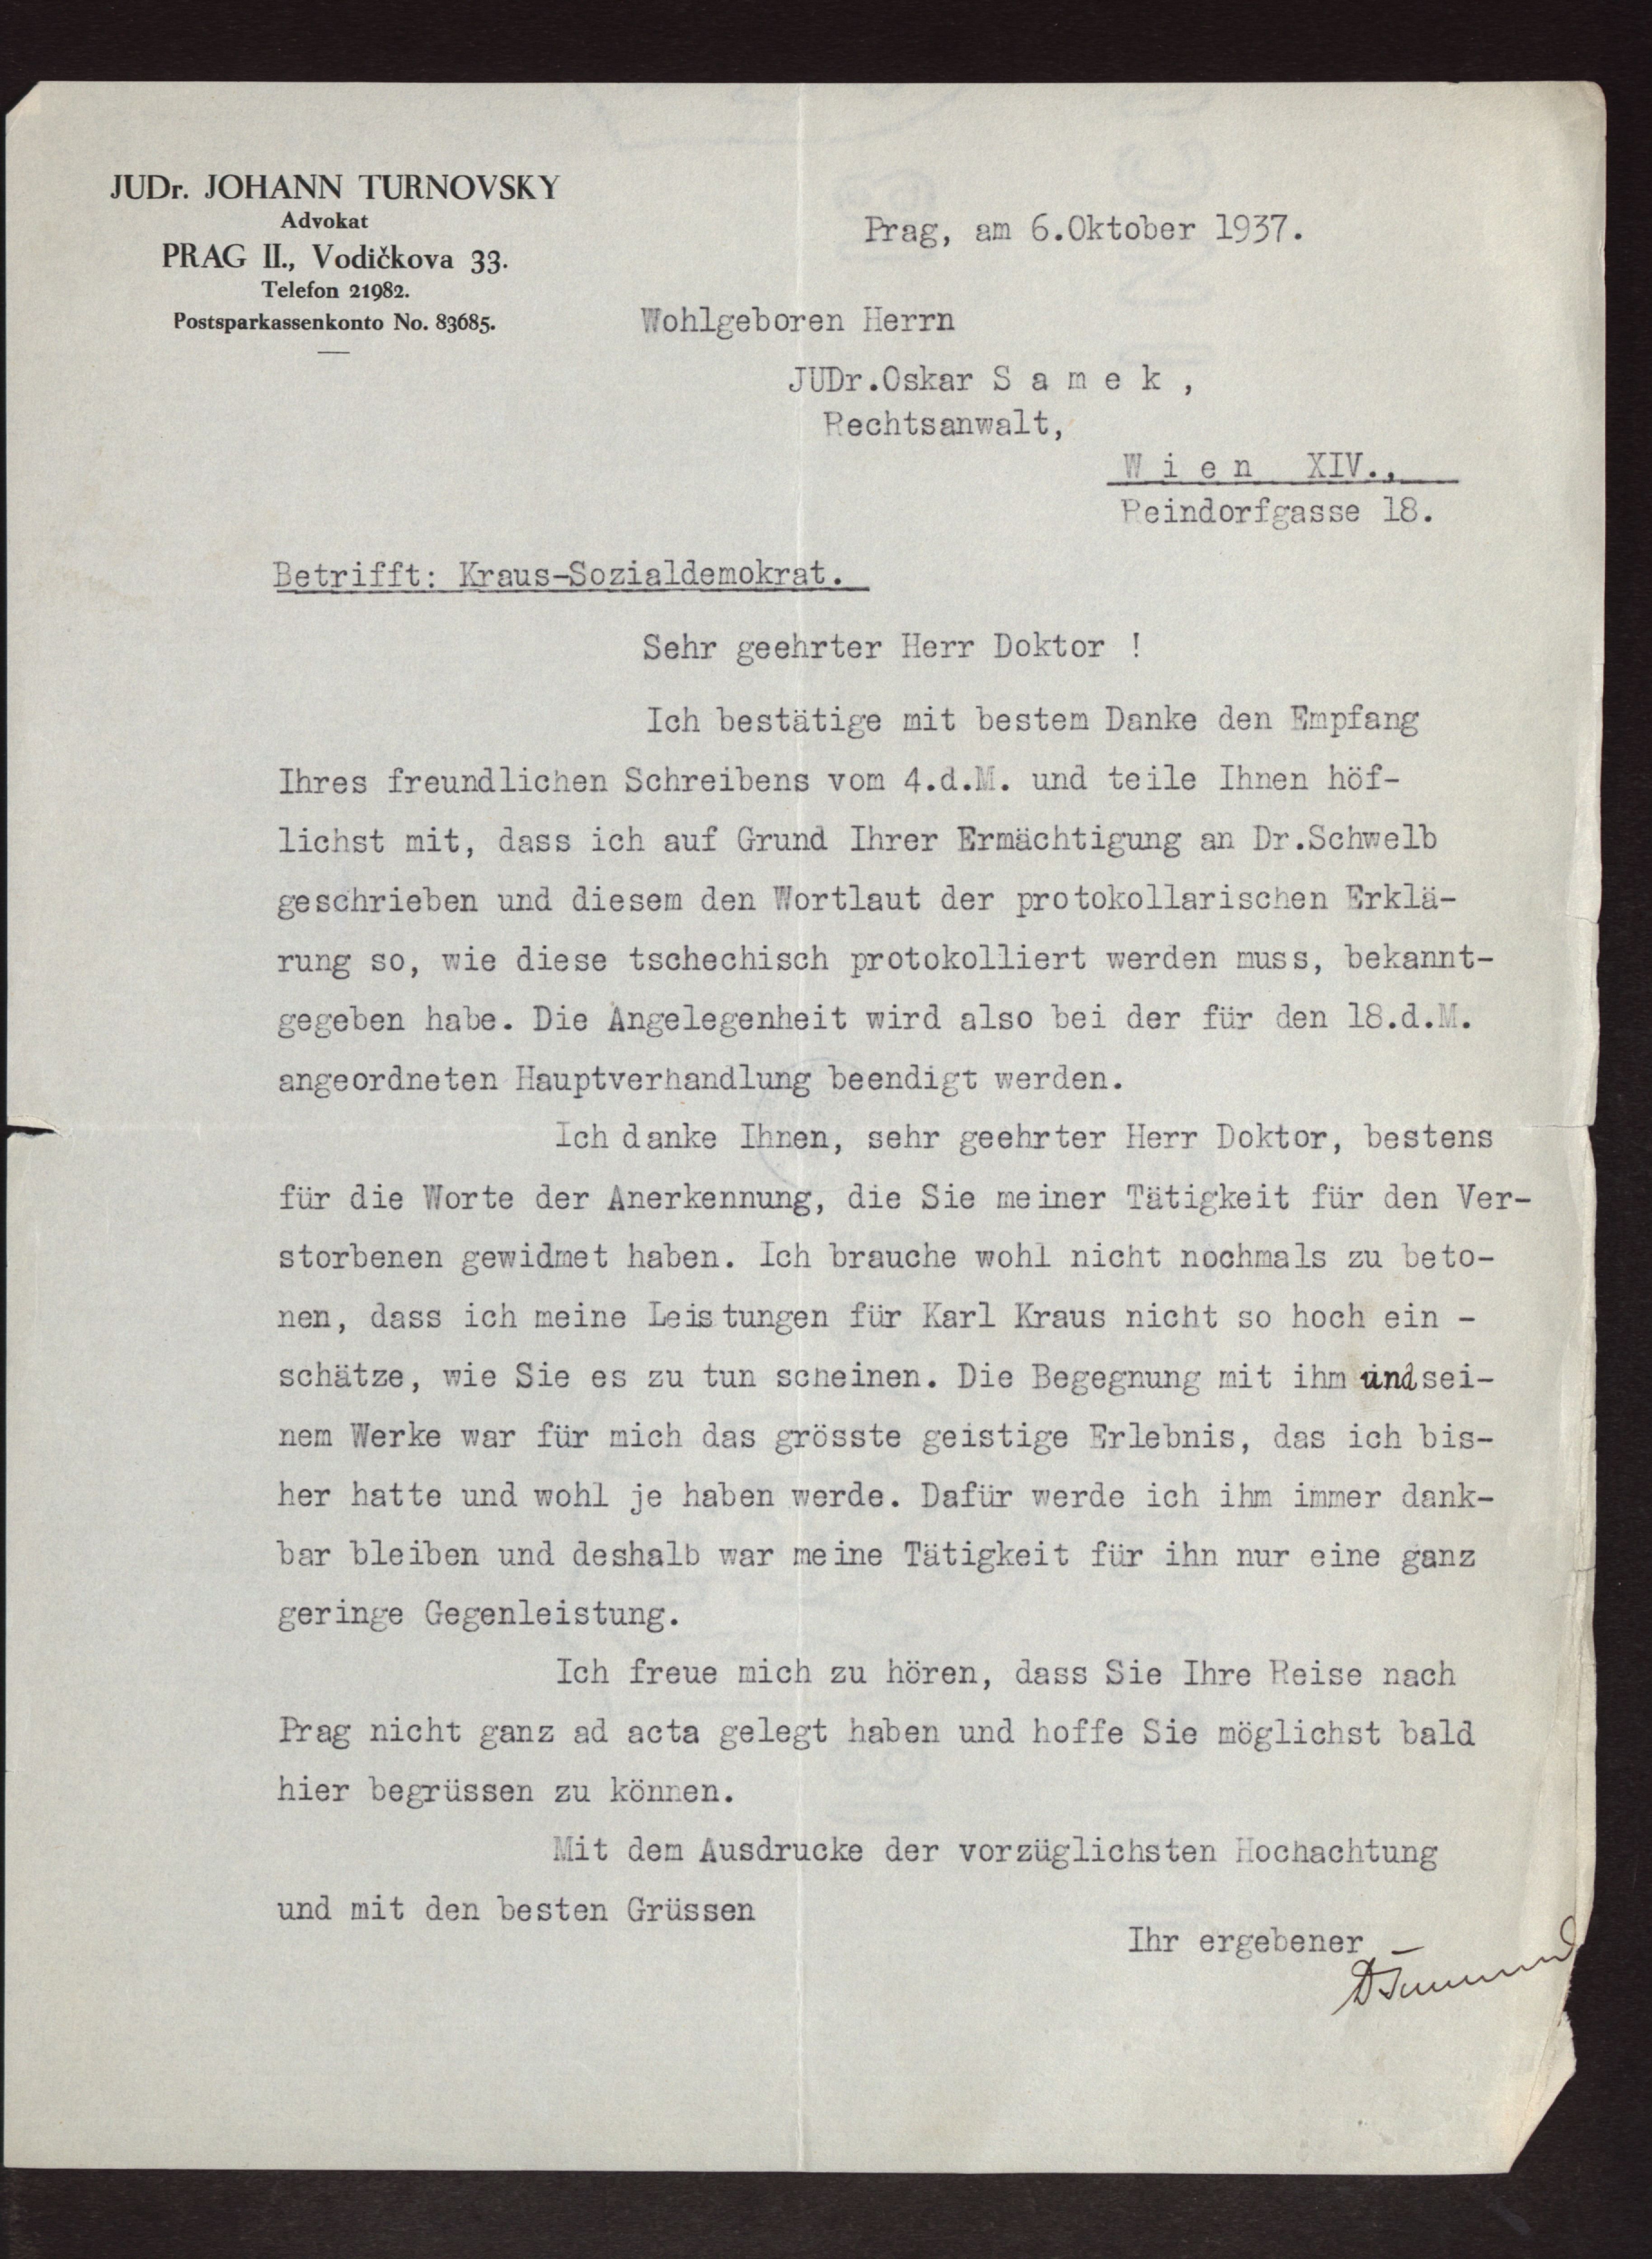 JUDr. JOHANN TURNOVSKY
Advokat
PRAG II., Vodičkova 33.
Telefon 21982.
Postsparkassenkonto No. 83685.
Prag, am 6.Oktober 1937.
Wohlgeboren Herrn
JUDr.Oskar S a m e k ,
Rechtsanwalt,
W i e n XIV.,
Reindorfgasse 18.
Betrifft: Kraus-Sozialdemokrat.
Sehr geehrter Herr Doktor !
Ich bestätige mit bestem Danke den Empfang
Ihres freundlichen Schreibens vom 4.d.M. und teile Ihnen höf-
lichst mit, dass ich auf Grund Ihrer Ermächtigung an Dr.Schwelb
geschrieben und diesem den Wortlaut der protokollarischen Erklä-
rung so, wie diese tschechisch protokolliert werden muss, bekannt-
gegeben habe. Die Angelegenheit wird also bei der für den 18.d.M.
angeordneten Hauptverhandlung beendigt werden.
Ich danke Ihnen, sehr geehrter Herr Doktor, bestens
für die Worte der Anerkennung, die Sie meiner Tätigkeit für den Ver-
storbenen gewidmet haben. Ich brauche wohl nicht nochmals zu beto-
nen, dass ich meine Leistungen für Karl Kraus nicht so hoch ein -
schätze, wie Sie es zu tun scheinen. Die Begegnung mit ihm und sei-
nem Werke war für mich das grösste geistige Erlebnis, das ich bis-
her hatte und wohl je haben werde. Dafür werde ich ihm immer dank-
bar bleiben und deshalb war meine Tätigkeit für ihn nur eine ganz
geringe Gegenleistung.
Ich freue mich zu hören, dass Sie Ihre Reise nach
Prag nicht ganz ad acta gelegt haben und hoffe Sie möglichst bald
hier begrüssen zu können.
Mit dem Ausdrucke der vorzüglichsten Hochachtung
und mit den besten Grüssen
Ihr ergebener